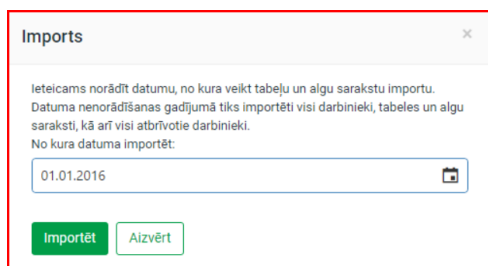 Imports
×
Ieteicams norādīt datumu, no kura veikt tabeļu un algu sarakstu importu.
Datuma nenorādīšanas gadījumā tiks importēti visi darbinieki, tabeles un algu
saraksti, kā arī visi atbrīvotie darbinieki.
No kura datuma importēt:
01.01.2016
Importēt
Aizvērt